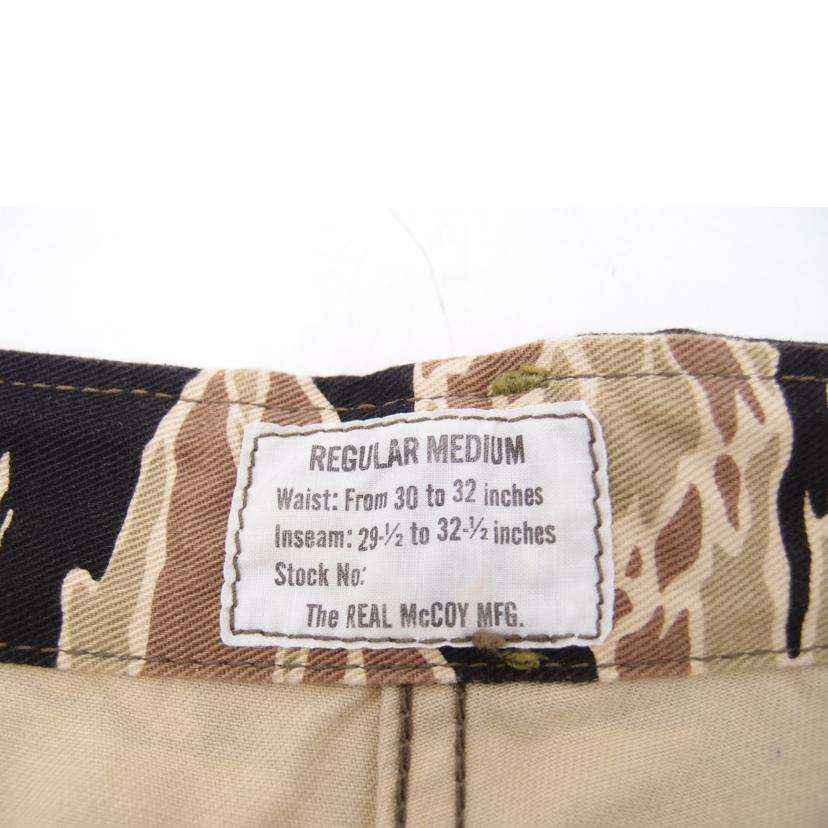 REGULAR MEDIUM
Waist: From 30 to 32 inches
Inseam: 29-½ to 32-½ inches
Stock No:
The REAL McCOY MFG.